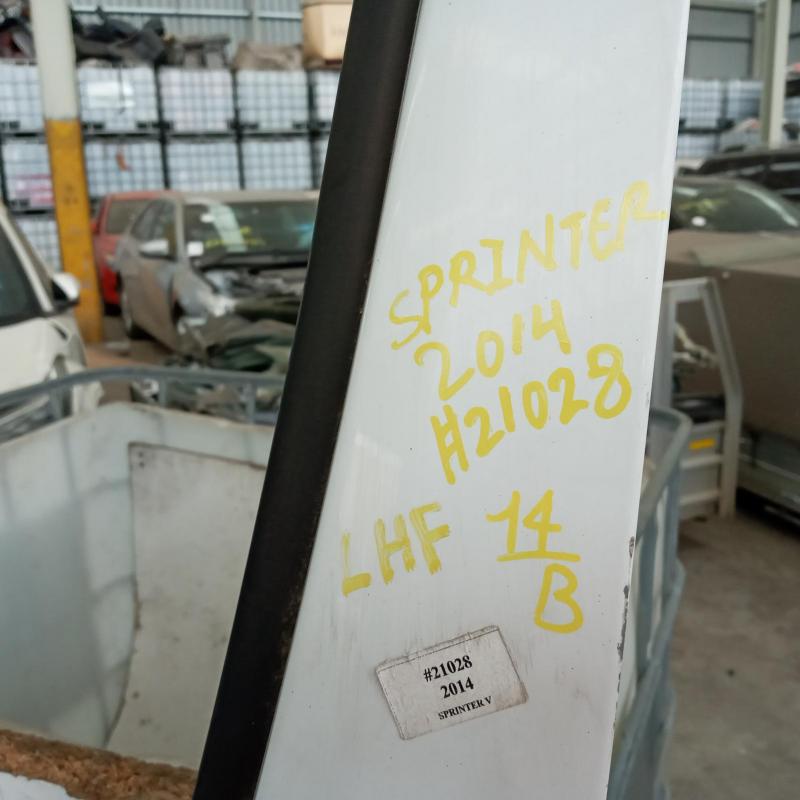 SPRINTER
2014
#21028
LHF 14
B
#21028
2014
SPRINTER V